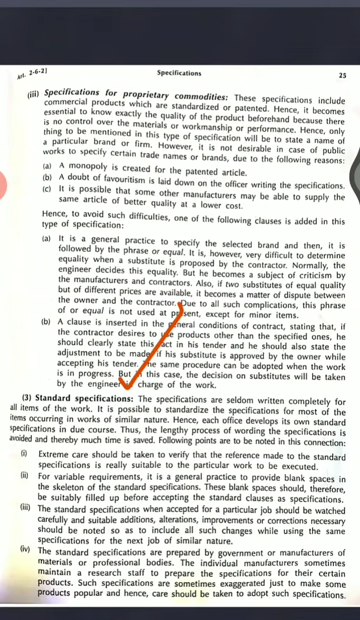 Art. 2-6-2]
Specifications
25
(iii) Specifications for proprietary commodities: These specifications include
commercial products which are standardized or patented. Hence, it becomes
essential to know exactly the quality of the product beforehand because there
is no control over the materials or workmanship or performance. Hence, only
thing to be mentioned in this type of specification will be to state a name of
a particular brand or firm. However, it is not desirable in case of public
works to specify certain trade names or brands, due to the following reasons:
(a) A monopoly is created for the patented article.
(b) A doubt of favouritism is laid down on the officer writing the specifications.
(c) It is possible that some other manufacturers may be able to supply the
same article of better quality at a lower cost.
Hence, to avoid such difficulties, one of the following clauses is added in this
type of specification:
(a) It is a general practice to specify the selected brand and then, it is
followed by the phrase or equal. It is, however, very difficult to determine
equality when a substitute is proposed by the contractor. Normally, the
engineer decides this equality. But he becomes a subject of criticism by
the manufacturers and contractors. Also, if two substitutes of equal quality
but of different prices are available, it becomes a matter of dispute between
the owner and the contractor. Due to all such complications, this phrase
of or equal is not used at present, except for minor items.
(b) A clause is inserted in the general conditions of contract, stating that, if
the contractor desires to use products other than the specified ones, he
should clearly state this fact in his tender and he should also state the
adjustment to be made, if his substitute is approved by the owner while
accepting his tender. The same procedure can be adopted when the work
is in progress. But in this case, the decision on substitutes will be taken
by the engineer charge of the work.
(3) Standard specifications: The specifications are seldom written completely for
all items of the work. It is possible to standardize the specifications for most of the
items occurring in works of similar nature. Hence, each office develops its own standard
specifications in due course. Thus, the lengthy process of wording the specifications is
avoided and thereby much time is saved. Following points are to be noted in this connection:
(i) Extreme care should be taken to verify that the reference made to the standard
specifications is really suitable to the particular work to be executed.
(ii) For variable requirements, it is a general practice to provide blank spaces in
the skeleton of the standard specifications. These blank spaces should, therefore,
be suitably filled up before accepting the standard clauses as specifications.
(iii) The standard specifications when accepted for a particular job should be watched
carefully and suitable additions, alterations, improvements or corrections necessary
should be noted so as to include all such changes while using the same
specifications for the next job of similar nature.
(iv) The standard specifications are prepared by government or manufacturers of
materials or professional bodies. The individual manufacturers sometimes
maintain a research staff to prepare the specifications for their certain
products. Such specifications are sometimes exaggerated just to make some
products popular and hence, care should be taken to adopt such specifications.